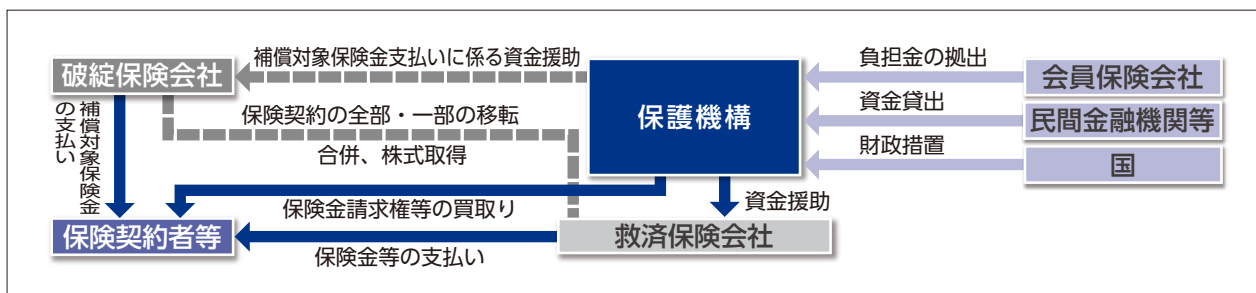 補償対象保険金支払いに係る資金援助
負担金の拠出
破綻保険会社
会員保険会社
保護機構
資金貸出
保険契約の全部・一部の移転
民間金融機関等
合併、株式取得
財政措置
国
補償対象保険金
の支払い
保険金請求権等の買取り
資金援助
保険契約者等
救済保険会社
保険金等の支払い